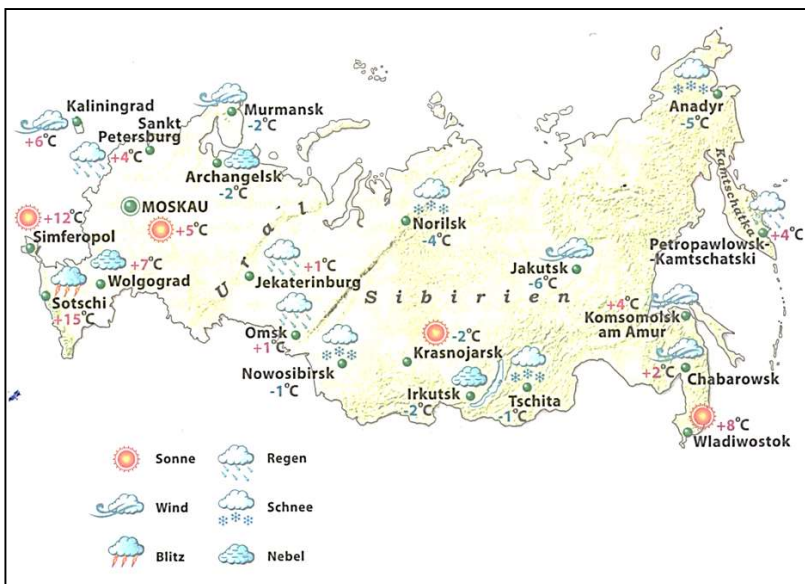 Kaliningrad
+6°C
Sankt
Petersburg
+4°C
Murmansk
-2°C
Archangelsk
-2°C
Anadyr
-5°C
Kamtschatka
MOSKAU
+5°C
+12°C
Simferopol
+7°C
Wolgograd
Sotschi
+15°C
Ural
+1°C
Jekaterinburg
Norilsk
-4°C
Jakutsk
-6°C
+4°C
Petropawlowsk-
-Kamtschatski
Sibirien
Omsk
+1°C
Nowosibirsk
-1°C
-2°C
Krasnojarsk
Irkutsk
-2°C
Tschita
1°C
+4°C
Komsomolsk
am Amur
+2°C
Chabarowsk
+8°C
Wladiwostok
Sonne
Regen
Wind
Schnee
Blitz
Nebel